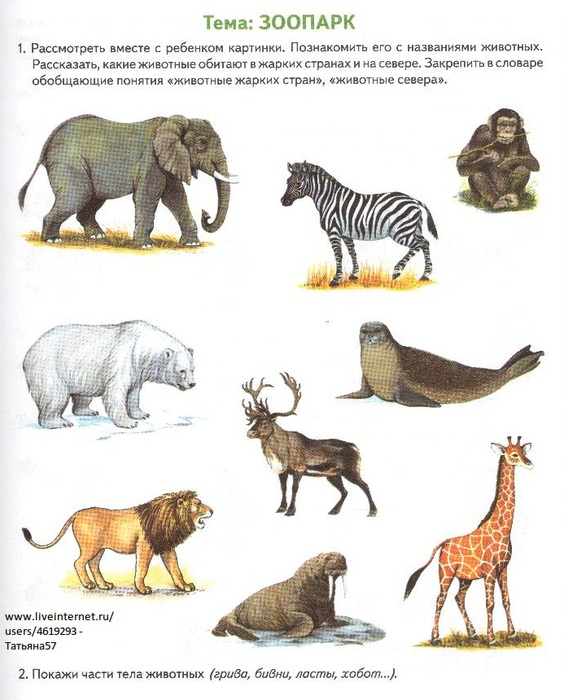 Тема: ЗООПАРК
1. Рассмотреть вместе с ребенком картинки. Познакомить его с названиями животных.
Рассказать, какие животные обитают в жарких странах и на севере. Закрепить в словаре
обобщающие понятия «животные жарких стран», «животные севера».
www.liveinternet.ru/
users/4619293 -
Татьяна57
2. Покажи части тела животных (грива, бивни, ласты, хобот...).